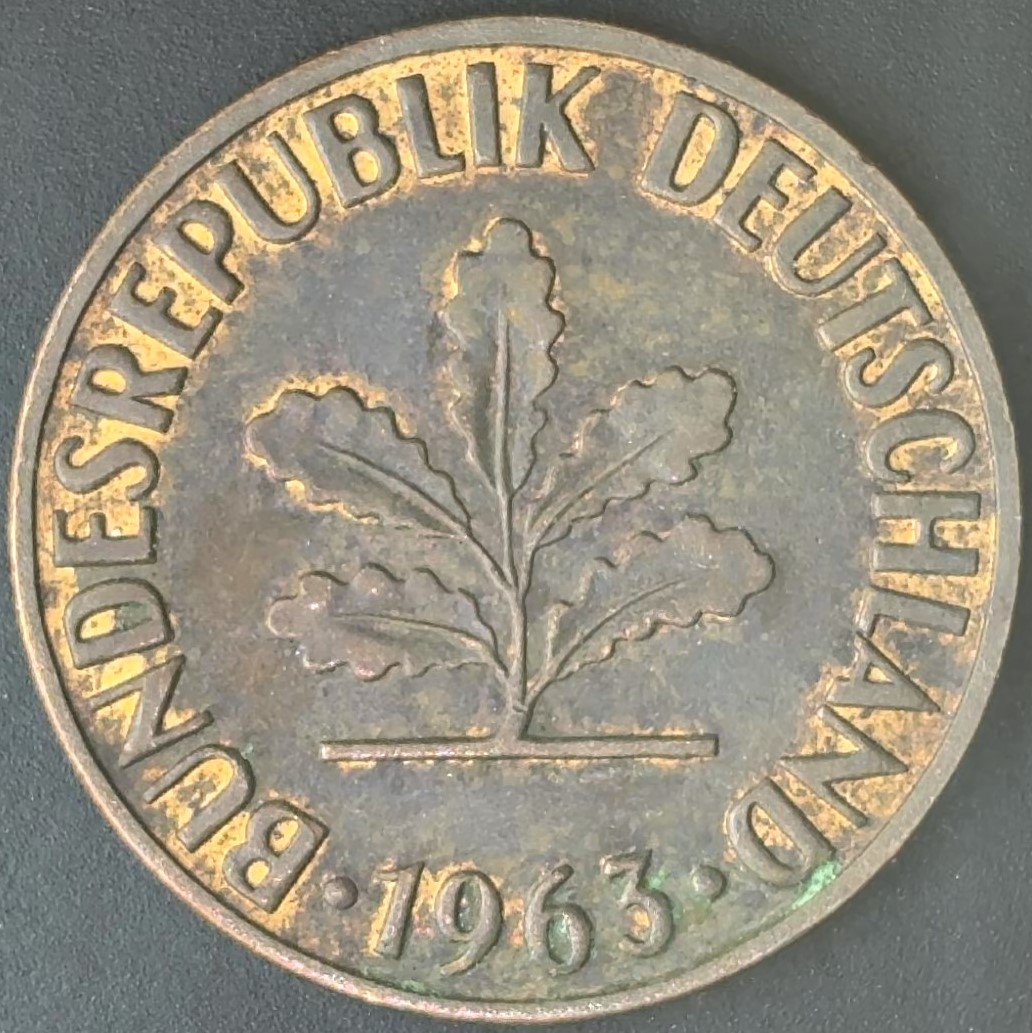 BUNDESREPUBLIK DEUTSCHLAND
· 1963 ·